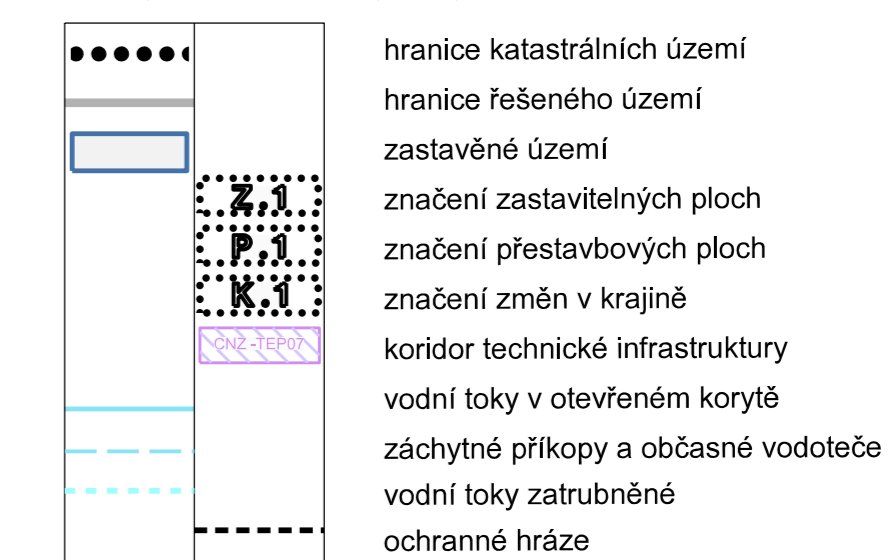 hranice katastrálních území
hranice řešeného území
zastavěné území
Z.1 značení zastavitelných ploch
P.1 značení přestavbových ploch
K.1 značení změn v krajině
CNZ -TEP07 koridor technické infrastruktury
vodní toky v otevřeném korytě
záchytné příkopy a občasné vodoteče
vodní toky zatrubněné
ochranné hráze